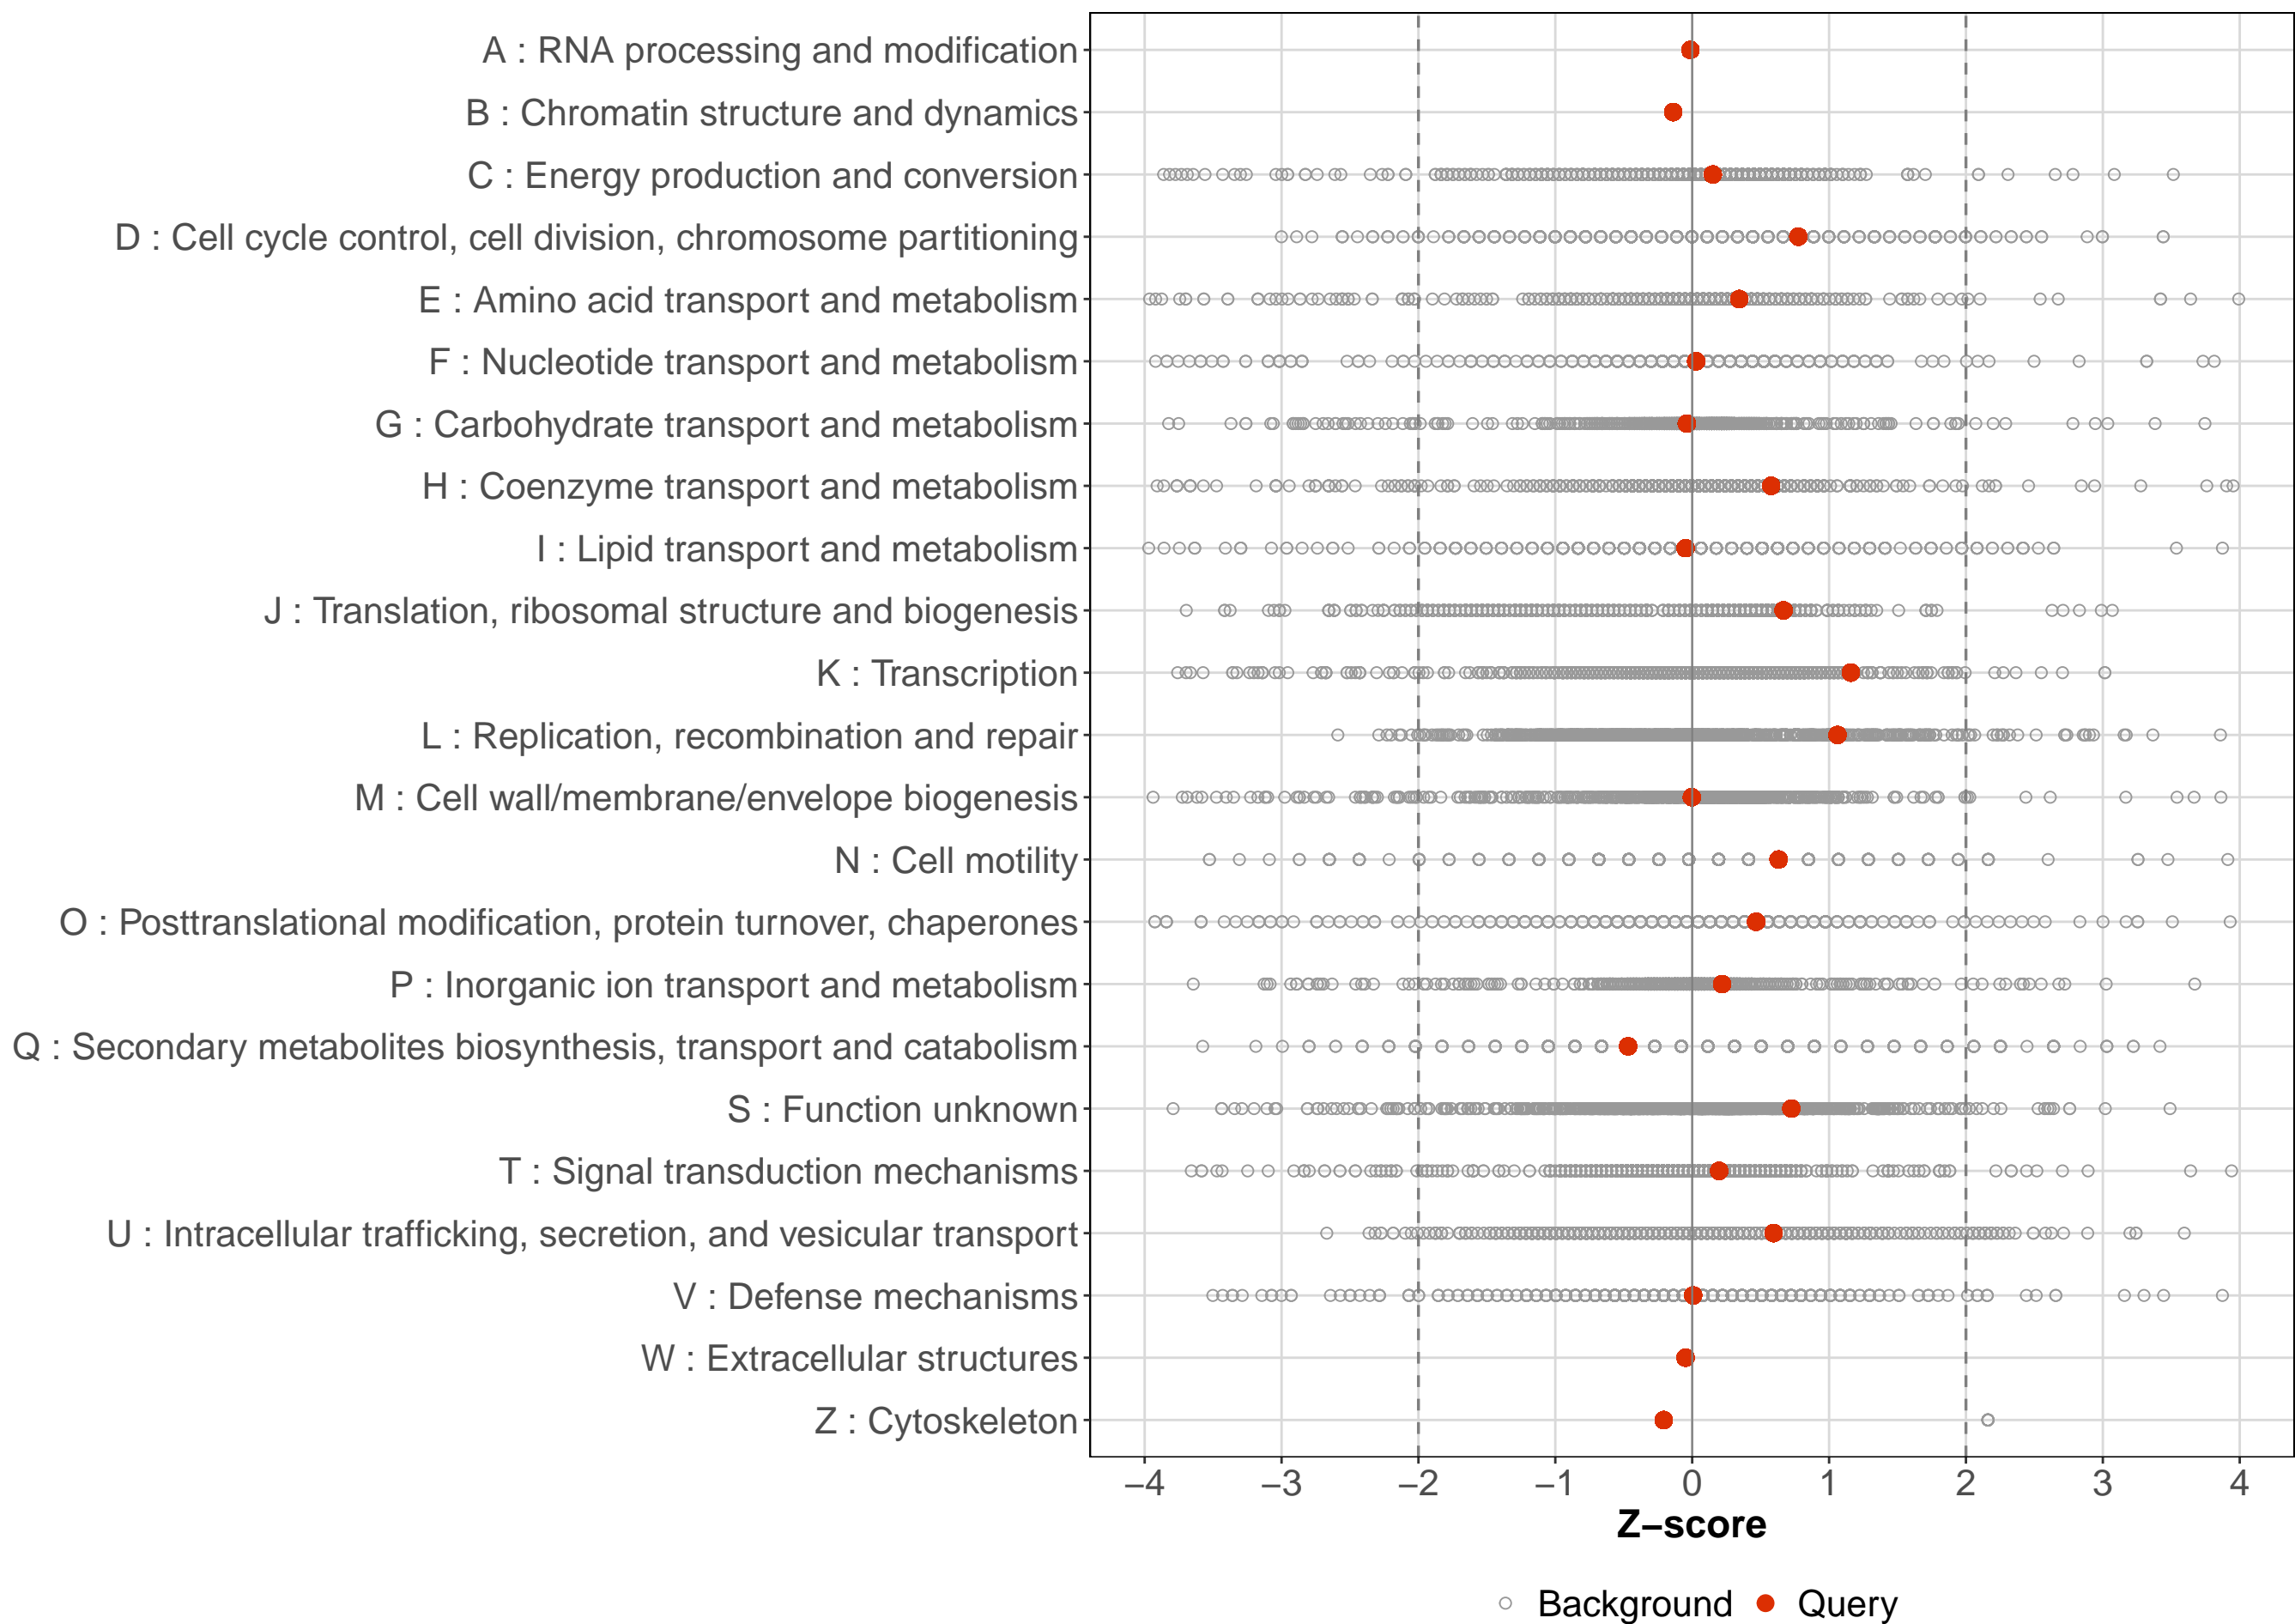 A : RNA processing and modification
B : Chromatin structure and dynamics
C : Energy production and conversion
D : Cell cycle control, cell division, chromosome partitioning
E : Amino acid transport and metabolism
F : Nucleotide transport and metabolism
G : Carbohydrate transport and metabolism
H : Coenzyme transport and metabolism
I : Lipid transport and metabolism
J : Translation, ribosomal structure and biogenesis
K : Transcription
L : Replication, recombination and repair
M : Cell wall/membrane/envelope biogenesis
N : Cell motility
O : Posttranslational modification, protein turnover, chaperones
P : Inorganic ion transport and metabolism
Q : Secondary metabolites biosynthesis, transport and catabolism
S : Function unknown
T : Signal transduction mechanisms
U : Intracellular trafficking, secretion, and vesicular transport
V : Defense mechanisms
W : Extracellular structures
Z : Cytoskeleton
−4 −3 −2 −1 0 1 2 3 4
Z−score
Background Query